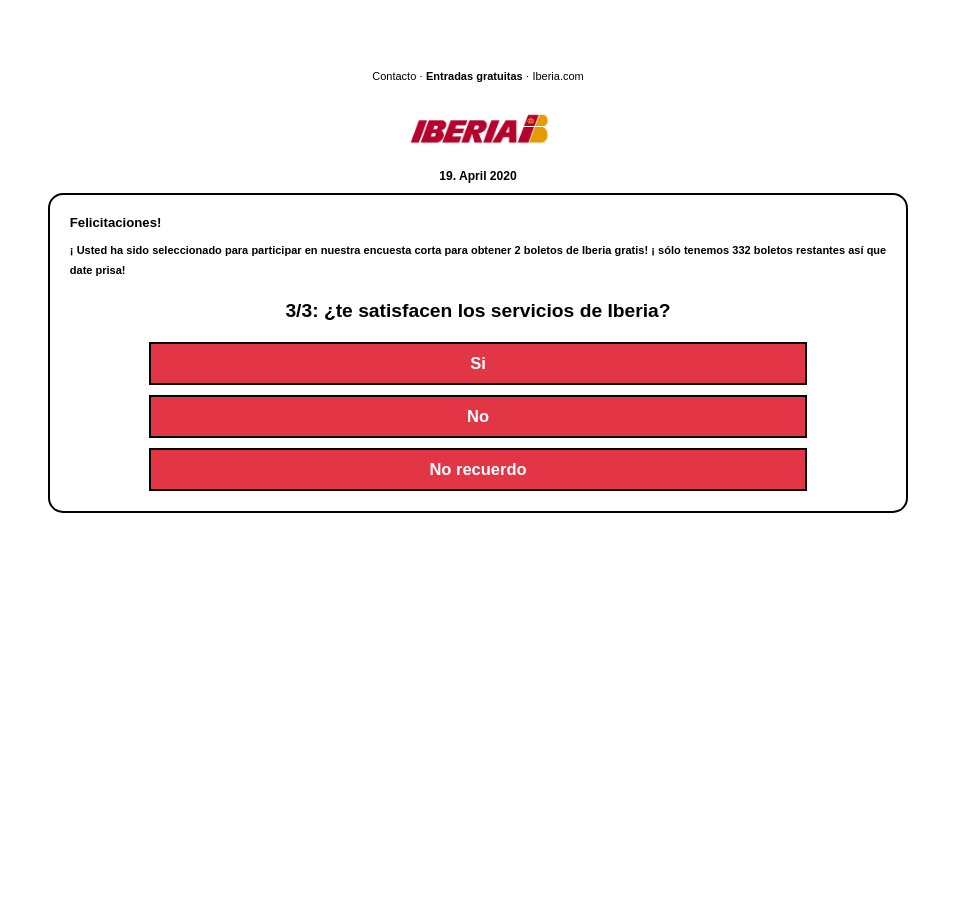 Contacto · Entradas gratuitas · Iberia.com
IBERIA
19. April 2020
Felicitaciones!
¡ Usted ha sido seleccionado para participar en nuestra encuesta corta para obtener 2 boletos de Iberia gratis! ¡ sólo tenemos 332 boletos restantes así que
date prisa!
3/3: ¿te satisfacen los servicios de Iberia?
Si
No
No recuerdo